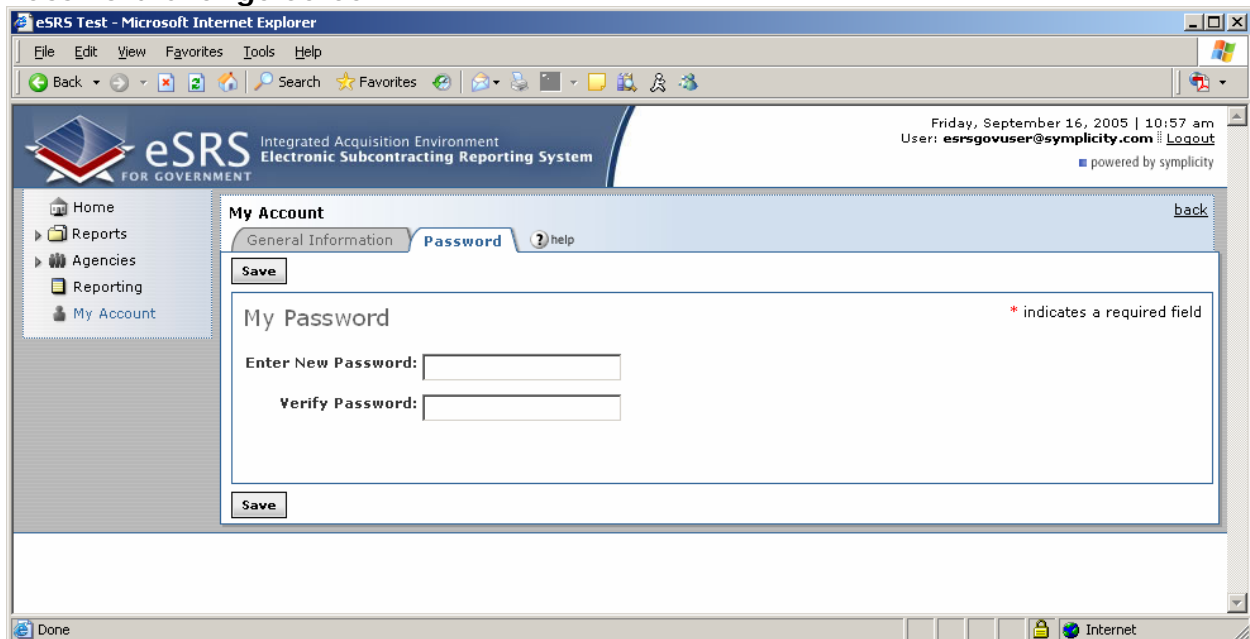 eSRS Test - Microsoft Internet Explorer
File Edit View Favorites Tools Help
Back Search Favorites
eSRS Integrated Acquisition Environment
Electronic Subcontracting Reporting System
FOR GOVERNMENT
Friday, September 16, 2005 | 10:57 am
User: esrsgovuser@symplicity.com Logout
powered by symplicity
Home
Reports
Agencies
Reporting
My Account
My Account back
General Information Password ? help
Save
My Password * indicates a required field
Enter New Password:
Verify Password:
Save
Done Internet